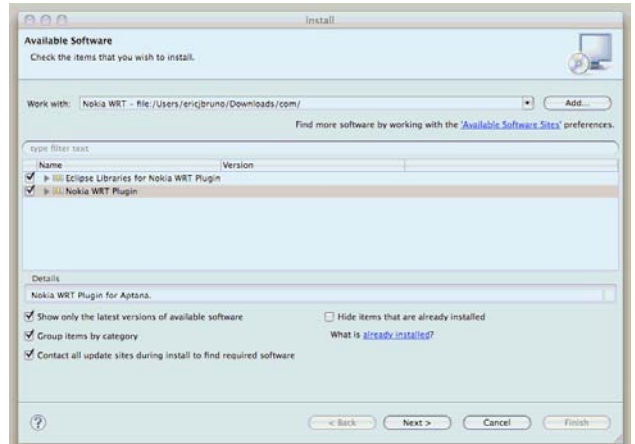 Install
Available Software
Check the items that you wish to install.
Work with: Nokia WRT - file:/Users/ericjbruno/Downloads/com/ Add...
Find more software by working with the 'Available Software Sites' preferences.
type filter text
Name Version
Eclipse Libraries for Nokia WRT Plugin
Nokia WRT Plugin
Details
Nokia WRT Plugin for Aptana.
Show only the latest versions of available software Hide items that are already installed
Group items by category What is already installed?
Contact all update sites during install to find required software
? < Back Next > Cancel Finish